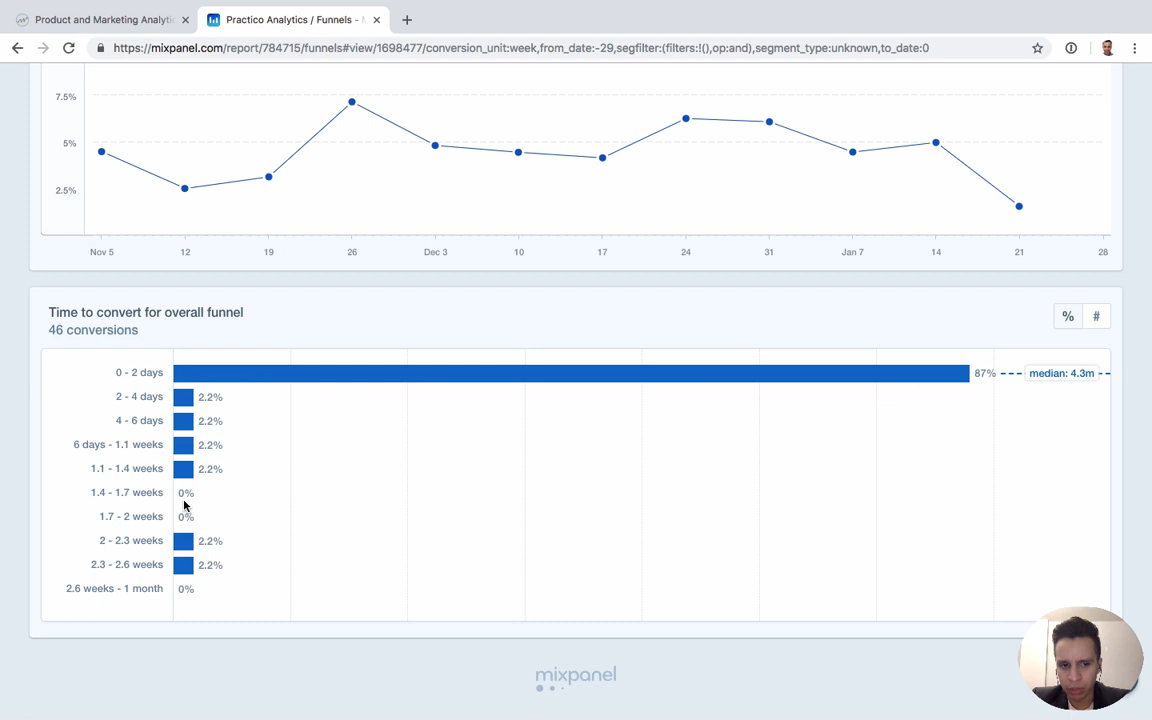 Product and Marketing Analytic
Practico Analytics / Funnels -
https://mixpanel.com/report/784715/funnels#view/1698477/conversion_unit:week,from_date:-29,segfilter:(filters:!(),op:and),segment_type:unknown,to_date:0
7.5%
5%
2.5%
Nov 5 12 19 26 Dec 3 10 17 24 31 Jan 7 14 21 28
Time to convert for overall funnel
46 conversions
% #
0 - 2 days 87% median: 4.3m
2 - 4 days 2.2%
4 - 6 days 2.2%
6 days - 1.1 weeks 2.2%
1.1 - 1.4 weeks 2.2%
1.4 - 1.7 weeks 0%
1.7 - 2 weeks 0%
2 - 2.3 weeks 2.2%
2.3 - 2.6 weeks 2.2%
2.6 weeks - 1 month 0%
mixpanel